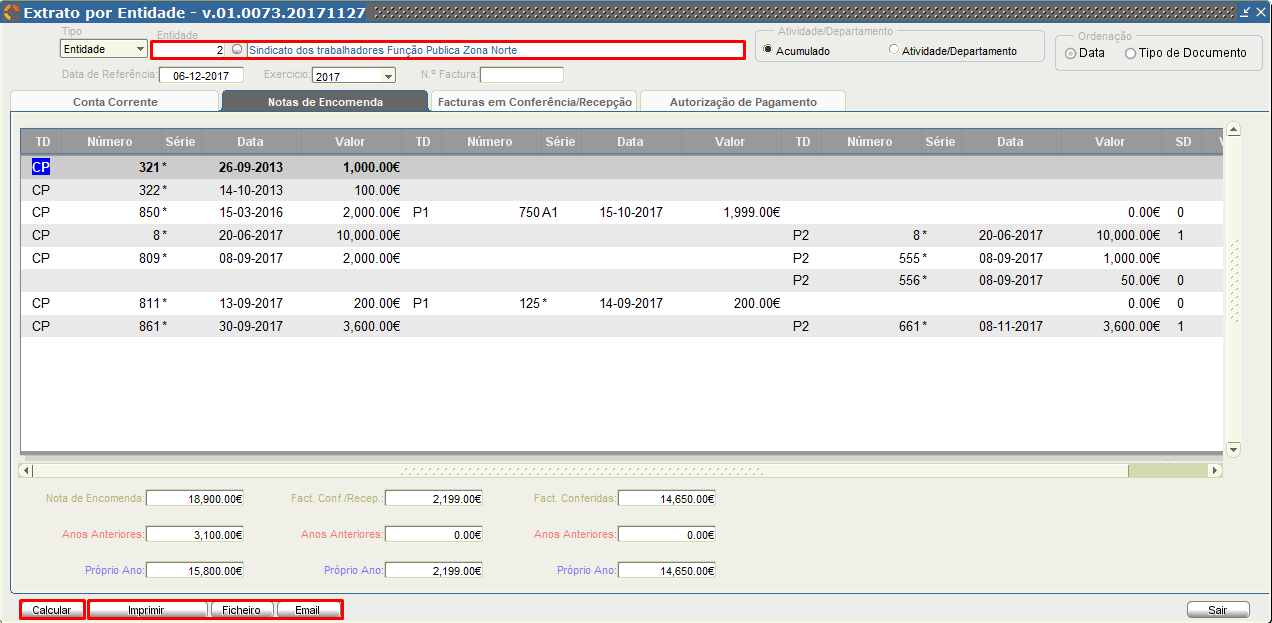 Extrato por Entidade - v.01.0073.20171127
Tipo Entidade Atividade/Departamento Ordenação
Entidade 2 Sindicato dos trabalhadores Função Publica Zona Norte Acumulado Atividade/Departamento Data Tipo de Documento
Data de Referência: 06-12-2017 Exercicio: 2017 N.º Factura:
Conta Corrente Notas de Encomenda Facturas em Conferência/Recepção Autorização de Pagamento
TD Número Série Data Valor TD Número Série Data Valor TD Número Série Data Valor SD
CP 321 * 26-09-2013 1,000.00€
CP 322 * 14-10-2013 100.00€
CP 850 * 15-03-2016 2,000.00€ P1 750 A1 15-10-2017 1,999.00€ 0.00€ 0
CP 8 * 20-06-2017 10,000.00€ P2 8 * 20-06-2017 10,000.00€ 1
CP 809 * 08-09-2017 2,000.00€ P2 555 * 08-09-2017 1,000.00€
P2 556 * 08-09-2017 50.00€ 0
CP 811 * 13-09-2017 200.00€ P1 125 * 14-09-2017 200.00€ 0.00€ 0
CP 861 * 30-09-2017 3,600.00€ P2 661 * 08-11-2017 3,600.00€ 1
Nota de Encomenda: 18,900.00€ Fact. Conf./Recep.: 2,199.00€ Fact. Conferidas: 14,650.00€
Anos Anteriores: 3,100.00€ Anos Anteriores: 0.00€ Anos Anteriores: 0.00€
Próprio Ano: 15,800.00€ Próprio Ano: 2,199.00€ Próprio Ano: 14,650.00€
Calcular Imprimir Ficheiro Email Sair